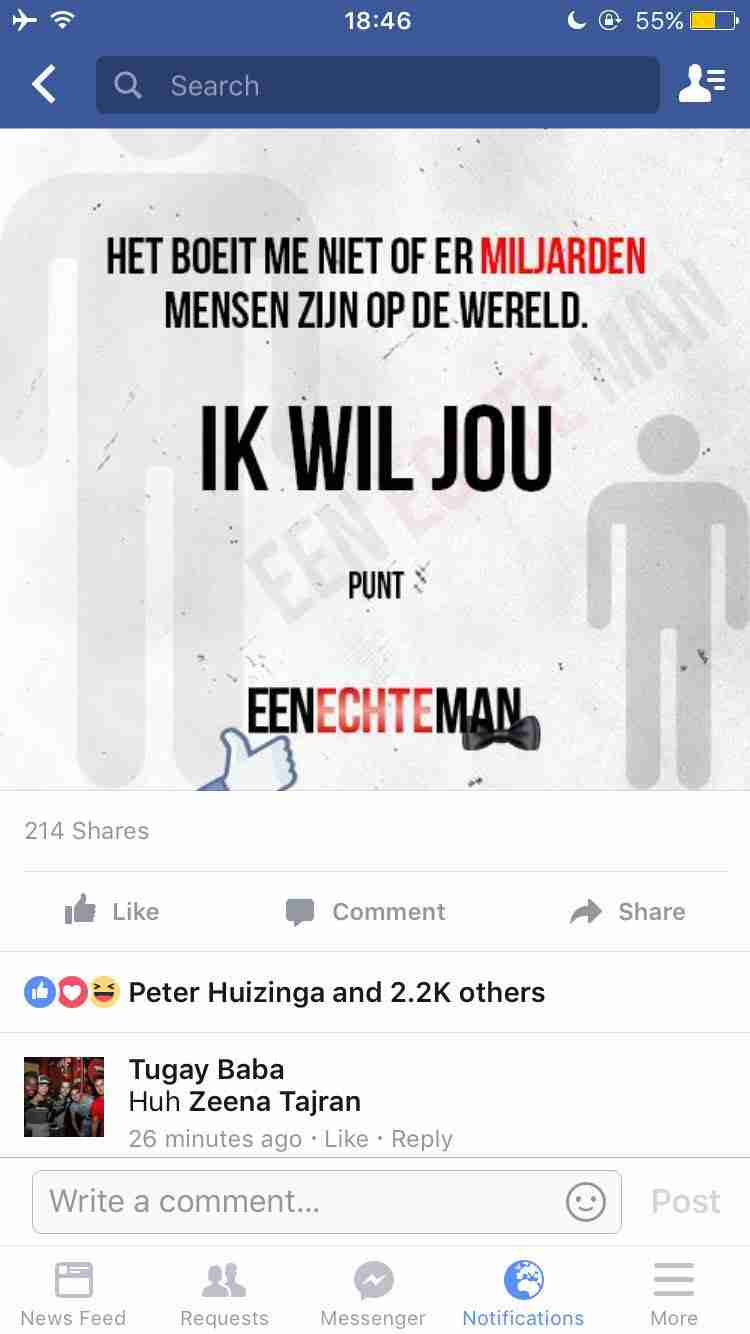 18:46
55%
Search
HET BOEIT ME NIET OF ER MILJARDEN
MENSEN ZIJN OP DE WERELD.
EEN ECHTE MAN
IK WIL JOU
PUNT
EENECHTEMAN
214 Shares
Like
Comment
Share
Peter Huizinga and 2.2K others
Tugay Baba
Huh Zeena Tajran
26 minutes ago · Like · Reply
Write a comment...
Post
News Feed
Requests
Messenger
Notifications
More